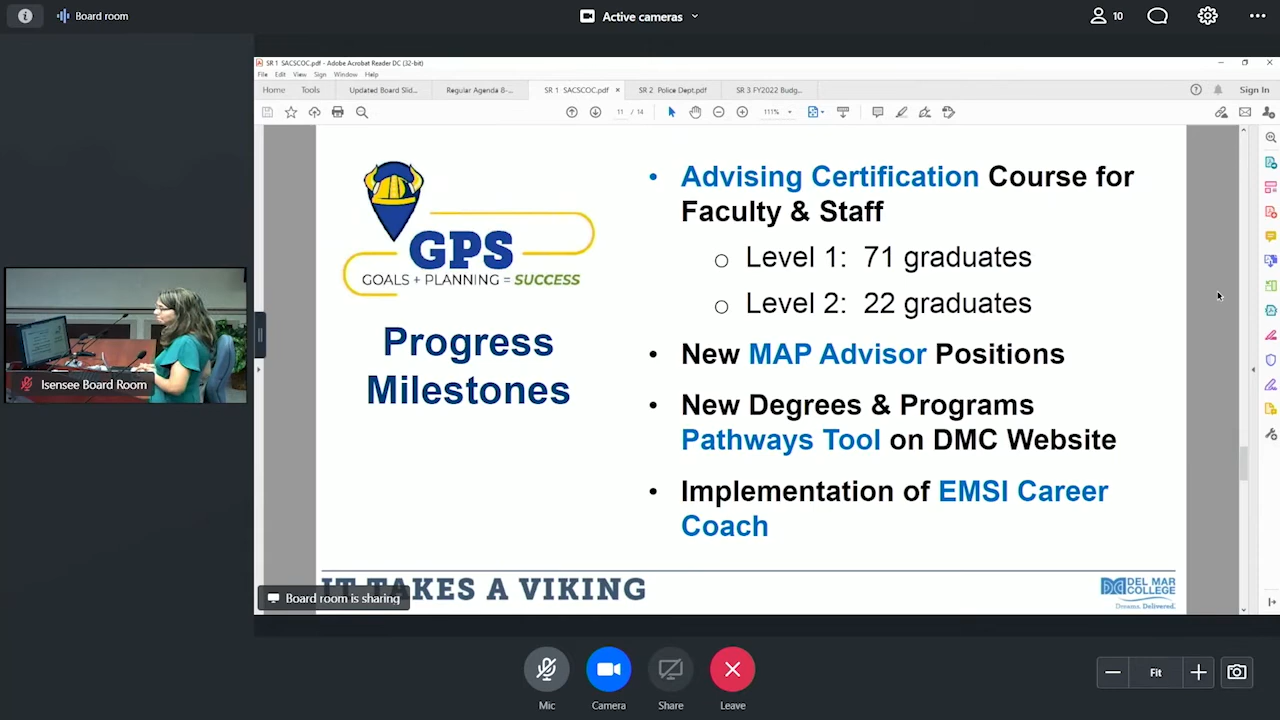 Board room
Active cameras
10
SR 1 SACSCOC.pdf - Adobe Acrobat Reader DC (32-bit)
File Edit View Sign Window Help
Home Tools Updated Board Slid... Regular Agenda 8-... SR 1 SACSCOC.pdf × SR 2 Police Dept.pdf SR 3 FY2022 Budg... Sign In
11 / 14 111%
GPS
GOALS + PLANNING = SUCCESS
Progress
Milestones
• Advising Certification Course for
Faculty & Staff
○ Level 1: 71 graduates
○ Level 2: 22 graduates
• New MAP Advisor Positions
• New Degrees & Programs
Pathways Tool on DMC Website
• Implementation of EMSI Career
Coach
Isensee Board Room
IT TAKES A VIKING
DEL MAR
COLLEGE
Dreams. Delivered.
Board room is sharing
Mic Camera Share Leave
Fit